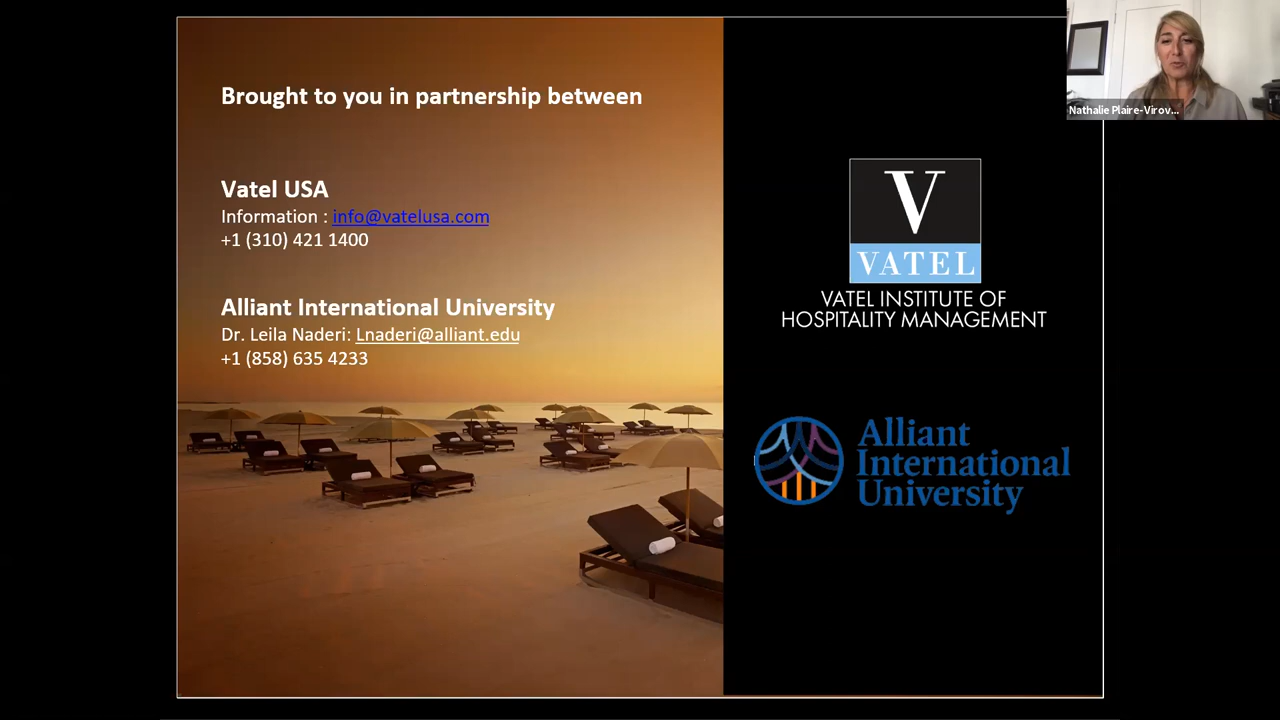 Brought to you in partnership between
Vatel USA
Information : info@vatelusa.com
+1 (310) 421 1400
Alliant International University
Dr. Leila Naderi: Lnaderi@alliant.edu
+1 (858) 635 4233
Nathalie Plaire-Virov...
V
VATEL
VATEL INSTITUTE OF
HOSPITALITY MANAGEMENT
Alliant
International
University